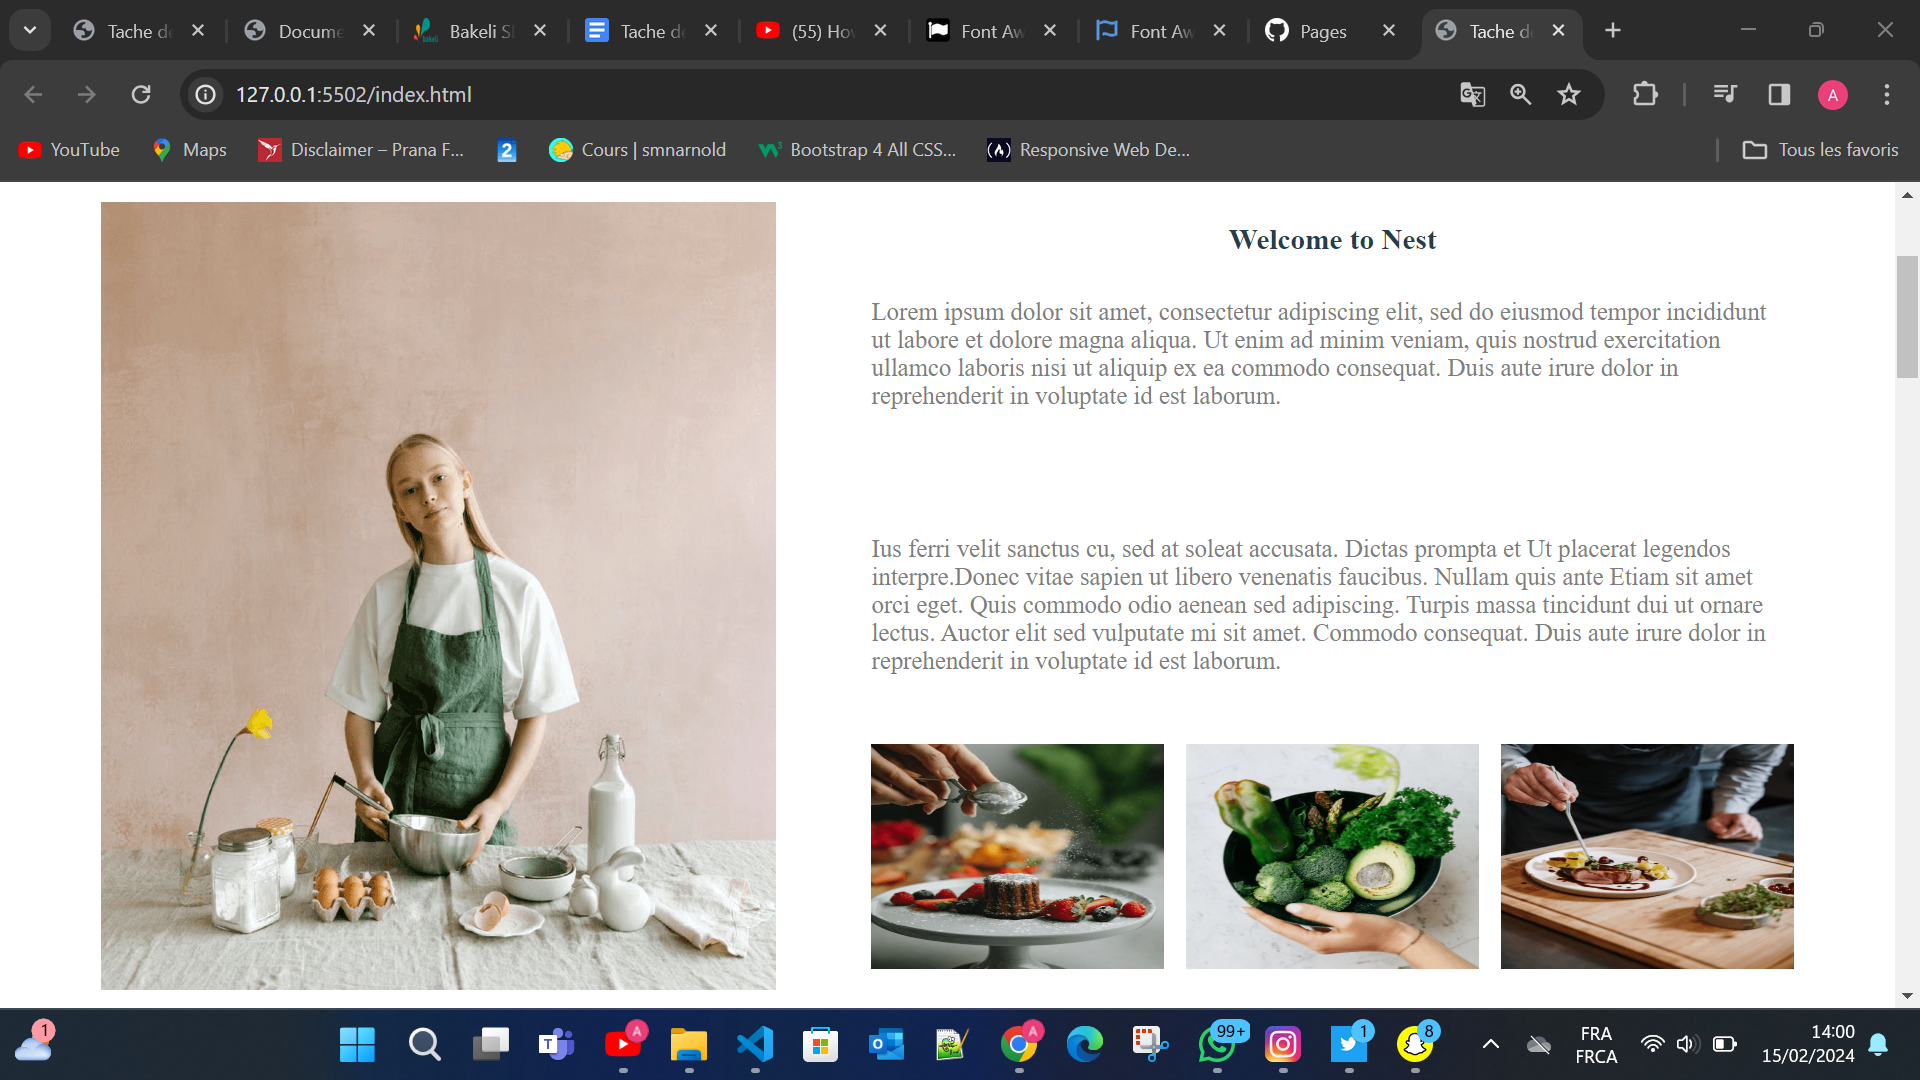 Tache de
Docume
Bakeli S
Tache de
(55) Hov
Font Aw
Font Aw
Pages
Tache de
127.0.0.1:5502/index.html
A
YouTube
Maps
Disclaimer – Prana F...
2
Cours | smnarnold
Bootstrap 4 All CSS...
Responsive Web De...
Tous les favoris
Welcome to Nest
Lorem ipsum dolor sit amet, consectetur adipiscing elit, sed do eiusmod tempor incididunt
ut labore et dolore magna aliqua. Ut enim ad minim veniam, quis nostrud exercitation
ullamco laboris nisi ut aliquip ex ea commodo consequat. Duis aute irure dolor in
reprehenderit in voluptate id est laborum.
Ius ferri velit sanctus cu, sed at soleat accusata. Dictas prompta et Ut placerat legendos
interpre.Donec vitae sapien ut libero venenatis faucibus. Nullam quis ante Etiam sit amet
orci eget. Quis commodo odio aenean sed adipiscing. Turpis massa tincidunt dui ut ornare
lectus. Auctor elit sed vulputate mi sit amet. Commodo consequat. Duis aute irure dolor in
reprehenderit in voluptate id est laborum.
1
A
A
99+
1
8
FRA
FRCA
14:00
15/02/2024